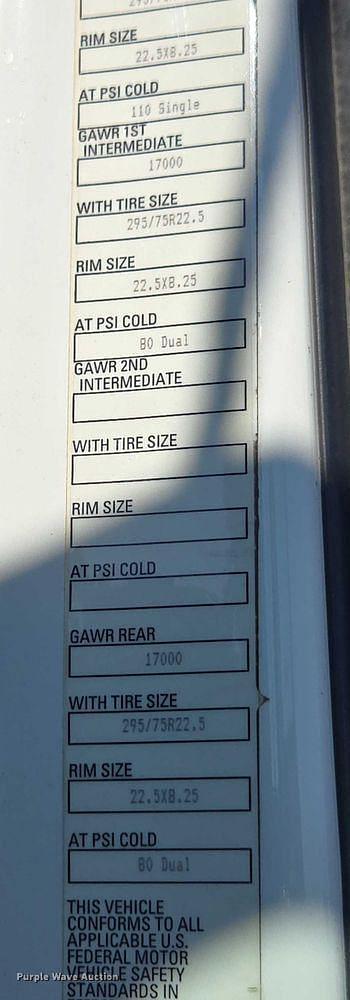 RIM SIZE
22.5X8.25
AT PSI COLD
110 Single
GAWR 1ST
INTERMEDIATE
17000
WITH TIRE SIZE
295/75R22.5
RIM SIZE
22.5X8.25
AT PSI COLD
80 Dual
GAWR 2ND
INTERMEDIATE
WITH TIRE SIZE
RIM SIZE
AT PSI COLD
GAWR REAR
17000
WITH TIRE SIZE
295/75R22.5
RIM SIZE
22.5X8.25
AT PSI COLD
80 Dual
THIS VEHICLE
CONFORMS TO ALL
APPLICABLE U.S.
FEDERAL MOTOR
VEHICLE SAFETY
STANDARDS IN
Purple Wave Auction